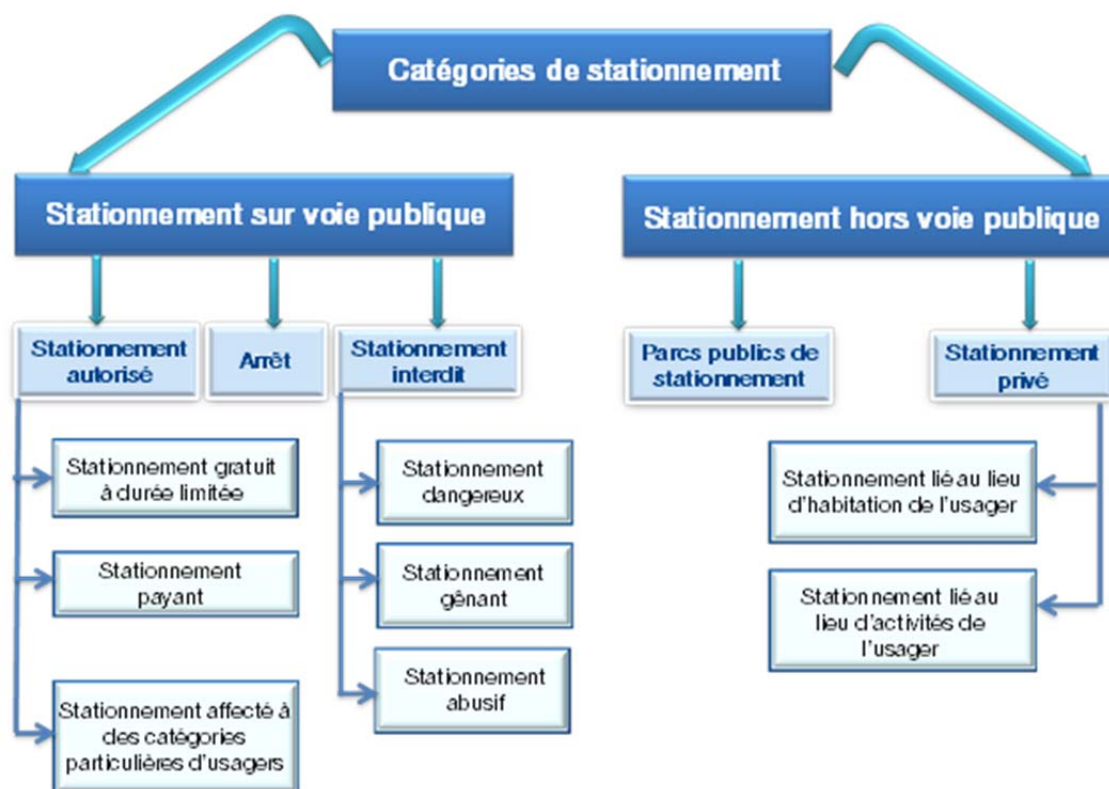 Catégories de stationnement
Stationnement sur voie publique
Stationnement hors voie publique
Stationnement
autorisé
Arrêt
Stationnement
interdit
Parcs publics de
stationnement
Stationnement
privé
Stationnement gratuit
à durée limitée
Stationnement
payant
Stationnement affecté à
des catégories
particulières d'usagers
Stationnement
dangereux
Stationnement
gênant
Stationnement
abusif
Stationnement lié au lieu
d'habitation de l'usager
Stationnement lié au
lieu d'activités de
l'usager